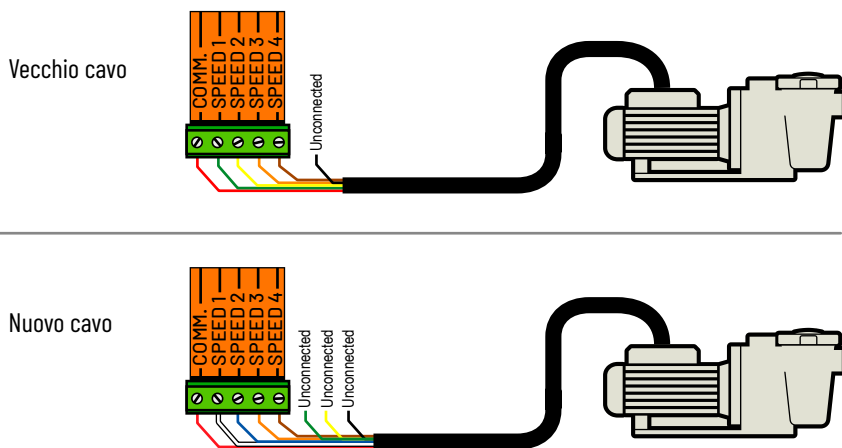 Vecchio cavo
COMM.
SPEED 1
SPEED 2
SPEED 3
SPEED 4
Unconnected
Nuovo cavo
COMM.
SPEED 1
SPEED 2
SPEED 3
SPEED 4
Unconnected
Unconnected
Unconnected